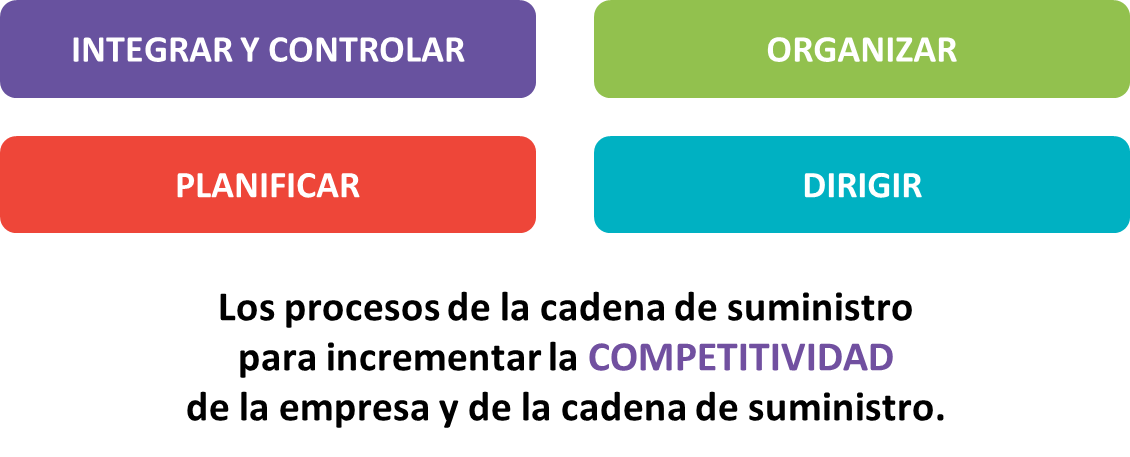 INTEGRAR Y CONTROLAR
ORGANIZAR
PLANIFICAR
DIRIGIR
Los procesos de la cadena de suministro
para incrementar la COMPETITIVIDAD
de la empresa y de la cadena de suministro.